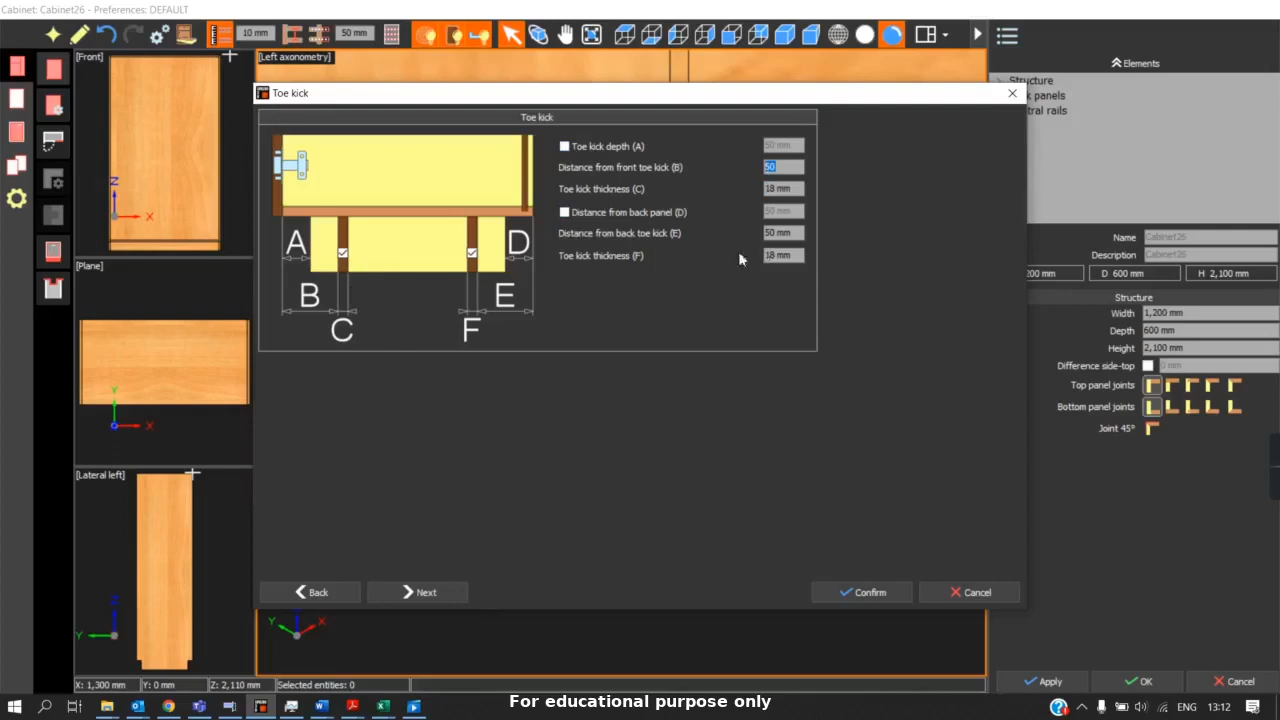 Cabinet: Cabinet26 - Preferences: DEFAULT
10 mm
50 mm
[Front]
[Left axonometry]
Elements
Structure
k panels
tral rails
Toe kick
Toe kick
Toe kick depth (A)
50 mm
Distance from front toe kick (B)
50
Toe kick thickness (C)
18 mm
Distance from back panel (D)
50 mm
Distance from back toe kick (E)
50 mm
Toe kick thickness (F)
18 mm
A
D
B
E
C
F
Z
X
[Plane]
Y
X
[Lateral left]
Z
Y
Name
Cabinet26
Description
Cabinet26
200 mm
D 600 mm
H 2,100 mm
Structure
Width
1,200 mm
Depth
600 mm
Height
2,100 mm
Difference side-top
0 mm
Top panel joints
Bottom panel joints
Joint 45°
Back
Next
Confirm
Cancel
Y
X
X: 1,300 mm
Y: 0 mm
Z: 2,110 mm
Selected entities: 0
Apply
OK
Cancel
For educational purpose only
ENG
13:12